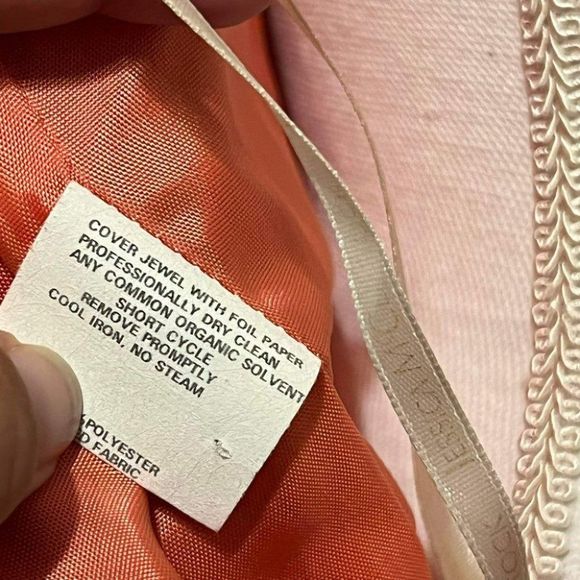 COVER JEWEL WITH FOIL PAPER
PROFESSIONALLY DRY CLEAN
ANY COMMON ORGANIC SOLVENT
SHORT CYCLE
REMOVE PROMPTLY
COOL IRON, NO STEAM
POLYESTER
FABRIC